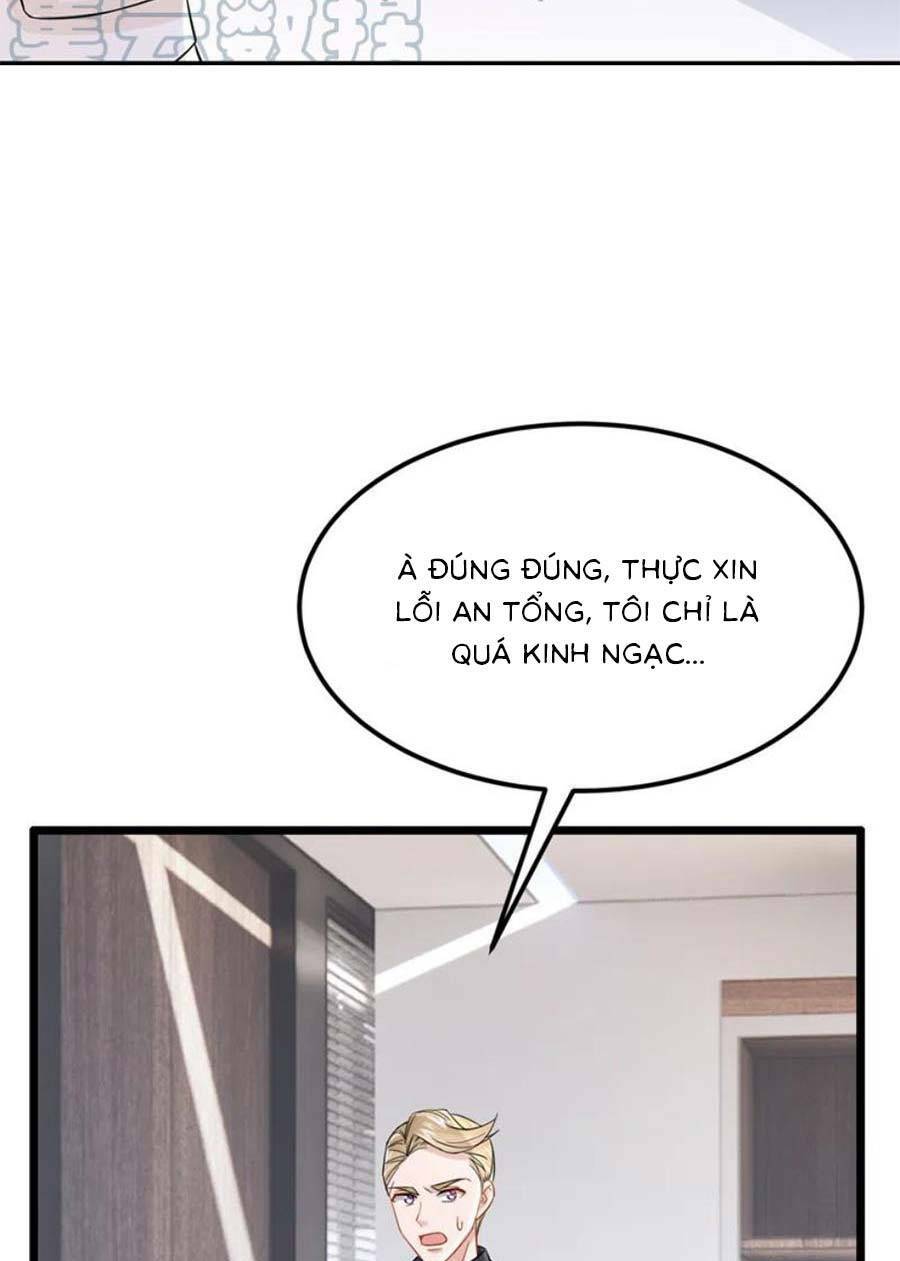 À ĐÚNG ĐÚNG, THỰC XIN
LỖI AN TỔNG, TÔI CHỈ LÀ
QUÁ KINH NGẠC...